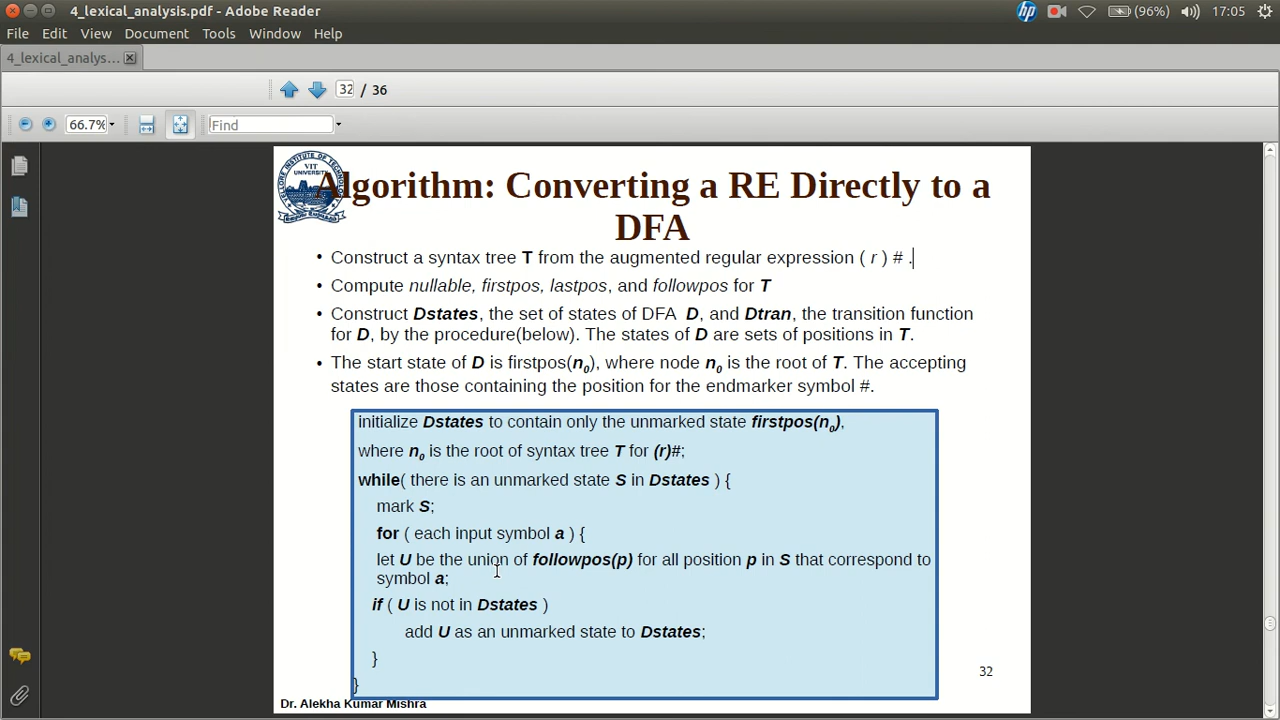 4_lexical_analysis.pdf - Adobe Reader
hp
(96%)
17:05
File Edit View Document Tools Window Help
4_lexical_analys...
32 / 36
66.7%
Find
VIT
UNIVERSITY
Algorithm: Converting a RE Directly to a
DFA
• Construct a syntax tree T from the augmented regular expression ( r ) # .
• Compute nullable, firstpos, lastpos, and followpos for T
• Construct Dstates, the set of states of DFA D, and Dtran, the transition function
for D, by the procedure(below). The states of D are sets of positions in T.
• The start state of D is firstpos(n0), where node n0 is the root of T. The accepting
states are those containing the position for the endmarker symbol #.
initialize Dstates to contain only the unmarked state firstpos(n0),
where n0 is the root of syntax tree T for (r)#;
while( there is an unmarked state S in Dstates ) {
mark S;
for ( each input symbol a ) {
let U be the union of followpos(p) for all position p in S that correspond to
symbol a;
if ( U is not in Dstates )
add U as an unmarked state to Dstates;
}
}
32
Dr. Alekha Kumar Mishra